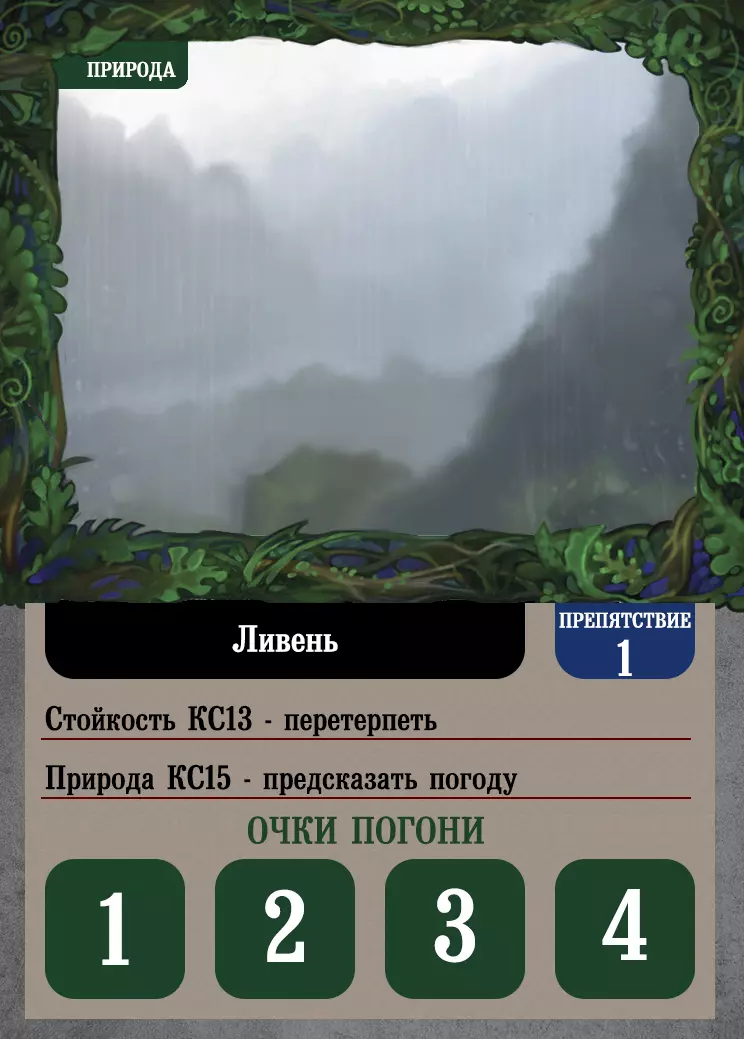 ПРИРОДА
Ливень
ПРЕПЯТСТВИЕ
1
Стойкость КС13 - перетерпеть
Природа КС15 - предсказать погоду
ОЧКИ ПОГОНИ
1 2 3 4